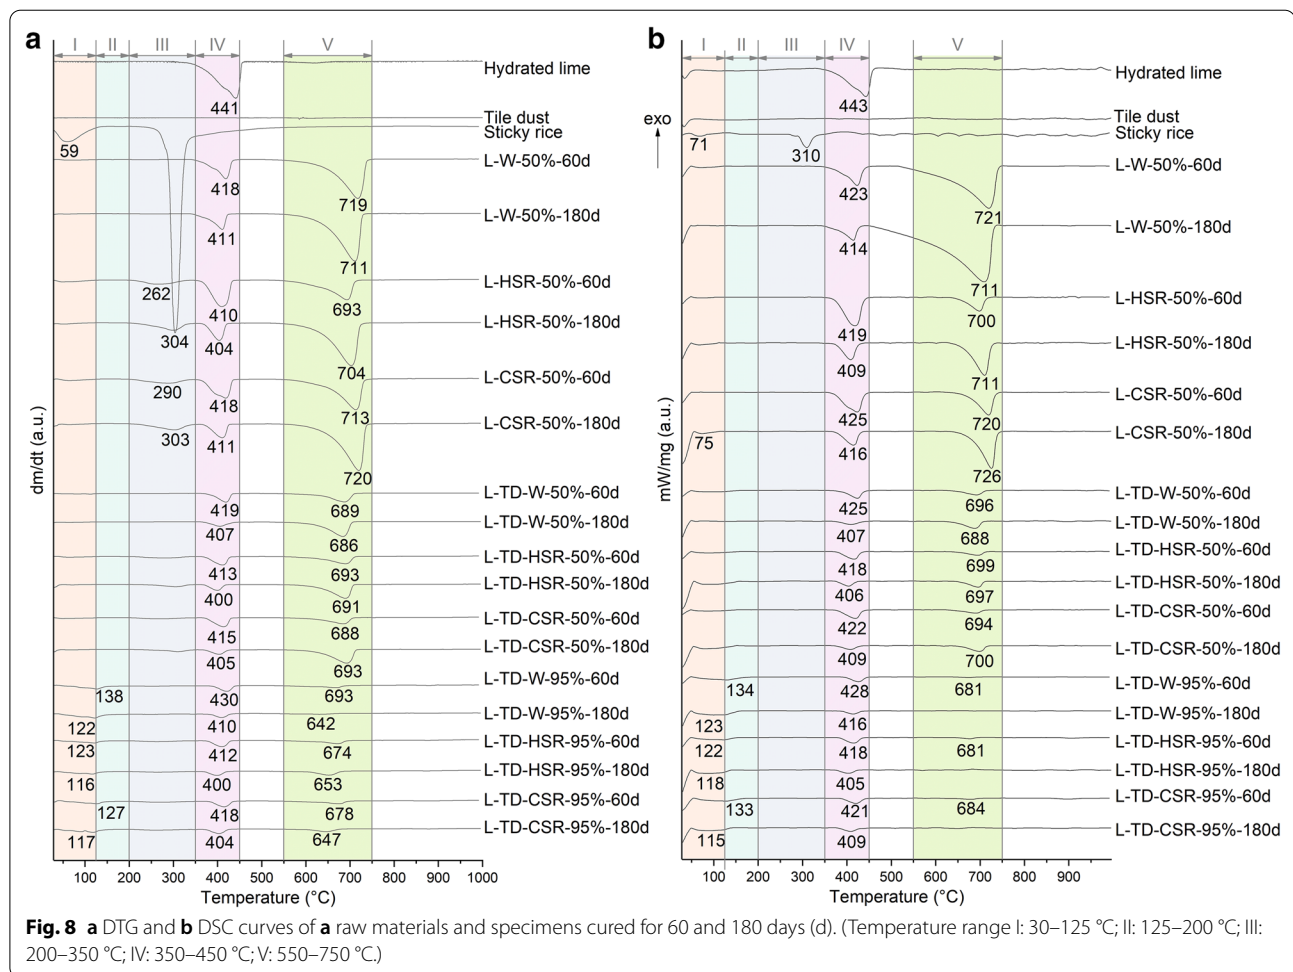 a
I II III IV V
Hydrated lime
441
Tile dust
Sticky rice
59
L-W-50%-60d
418
719
L-W-50%-180d
411
711
L-HSR-50%-60d
262
410
693
L-HSR-50%-180d
304
404
704
L-CSR-50%-60d
290
418
713
L-CSR-50%-180d
303
411
720
L-TD-W-50%-60d
419
689
L-TD-W-50%-180d
407
686
L-TD-HSR-50%-60d
413
693
L-TD-HSR-50%-180d
400
691
L-TD-CSR-50%-60d
415
688
L-TD-CSR-50%-180d
405
693
L-TD-W-95%-60d
138
430
693
L-TD-W-95%-180d
122
410
642
L-TD-HSR-95%-60d
123
412
674
L-TD-HSR-95%-180d
116
400
653
L-TD-CSR-95%-60d
127
418
678
L-TD-CSR-95%-180d
117
404
647
dm/dt (a.u.)
100 200 300 400 500 600 700 800 900 1000
Temperature (°C)
b
I II III IV V
Hydrated lime
443
exo
Tile dust
Sticky rice
71
310
L-W-50%-60d
423
721
L-W-50%-180d
414
711
L-HSR-50%-60d
419
700
L-HSR-50%-180d
409
711
L-CSR-50%-60d
425
720
L-CSR-50%-180d
75
416
726
L-TD-W-50%-60d
425
696
L-TD-W-50%-180d
407
688
L-TD-HSR-50%-60d
418
699
L-TD-HSR-50%-180d
406
697
L-TD-CSR-50%-60d
422
694
L-TD-CSR-50%-180d
409
700
L-TD-W-95%-60d
134
428
681
L-TD-W-95%-180d
123
416
L-TD-HSR-95%-60d
122
418
681
L-TD-HSR-95%-180d
118
405
L-TD-CSR-95%-60d
133
421
684
L-TD-CSR-95%-180d
115
409
mW/mg (a.u.)
100 200 300 400 500 600 700 800 900
Temperature (°C)
Fig. 8 a DTG and b DSC curves of a raw materials and specimens cured for 60 and 180 days (d). (Temperature range I: 30–125 °C; II: 125–200 °C; III:
200–350 °C; IV: 350–450 °C; V: 550–750 °C.)